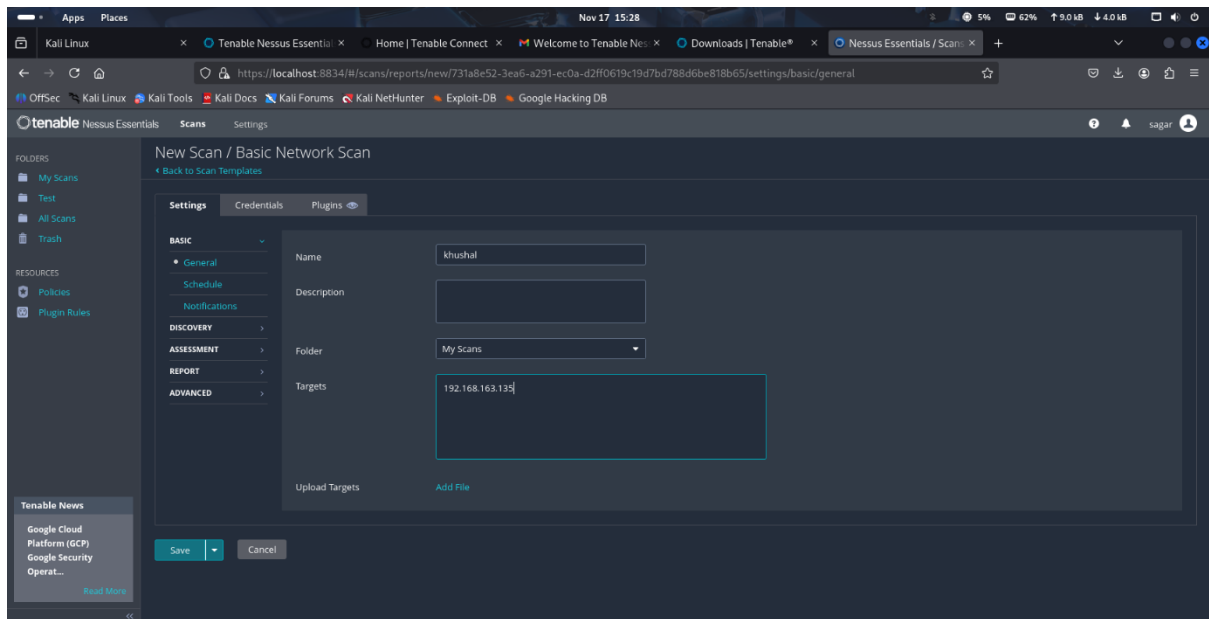 Apps Places Nov 17 15:28 5% 62% 9.0 kB 4.0 kB
Kali Linux × Tenable Nessus Essential × Home | Tenable Connect × Welcome to Tenable Nes: × Downloads | Tenable® × Nessus Essentials / Scans × +
https://localhost:8834/#/scans/reports/new/731a8e52-3ea6-a291-ec0a-d2ff0619c19d7bd788d6be818b65/settings/basic/general
OffSec Kali Linux Kali Tools Kali Docs Kali Forums Kali NetHunter Exploit-DB Google Hacking DB
tenable Nessus Essentials Scans Settings sagar
FOLDERS
My Scans
Test
All Scans
Trash
RESOURCES
Policies
Plugin Rules
New Scan / Basic Network Scan
Back to Scan Templates
Settings Credentials Plugins
BASIC
General
Schedule
Notifications
DISCOVERY
ASSESSMENT
REPORT
ADVANCED
Name khushal
Description
Folder My Scans
Targets 192.168.163.135
Upload Targets Add File
Save Cancel
Tenable News
Google Cloud
Platform (GCP)
Google Security
Operat...
Read More